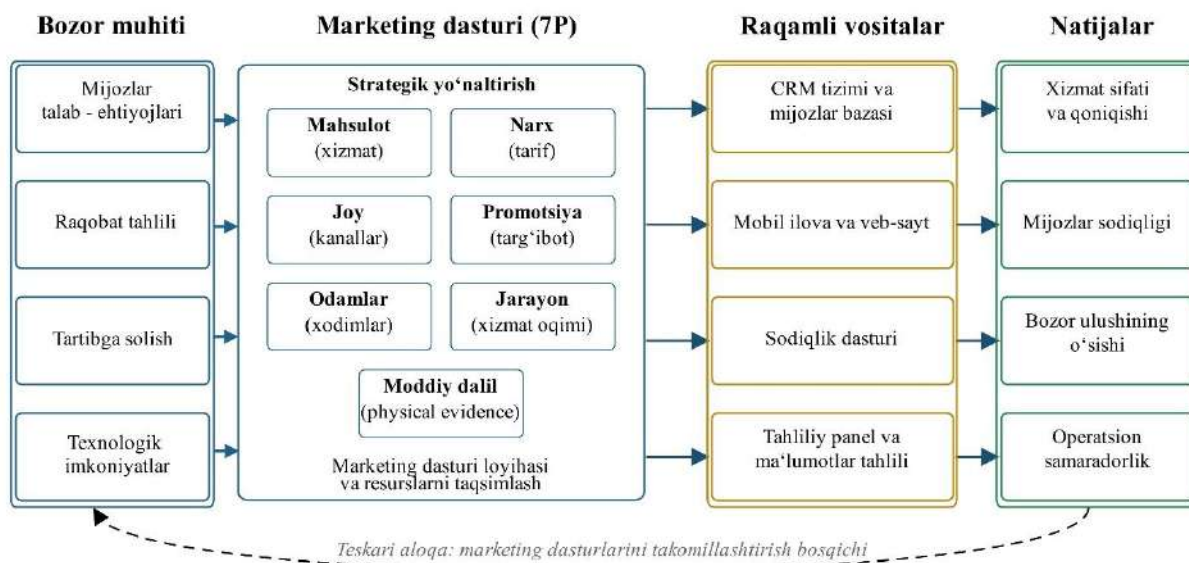 Bozor muhiti
Marketing dasturi (7P)
Raqamli vositalar
Natijalar
Mijozlar
talab - ehtiyojlari
Raqobat tahlili
Tartibga solish
Texnologik
imkoniyatlar
Strategik yo‘naltirish
Mahsulot
(xizmat)
Narx
(tarif)
Joy
(kanallar)
Promotsiya
(targ‘ibot)
Odamlar
(xodimlar)
Jarayon
(xizmat oqimi)
Moddiy dalil
(physical evidence)
Marketing dasturi loyihasi
va resurslarni taqsimlash
CRM tizimi va
mijozlar bazasi
Mobil ilova va veb-sayt
Sodiqlik dasturi
Tahliliy panel va
ma‘lumotlar tahlili
Xizmat sifati
va qoniqishi
Mijozlar sodiqligi
Bozor ulushining
o‘sishi
Operatsion
samaradorlik
Teskari aloqa: marketing dasturlarini takomillashtirish bosqichi